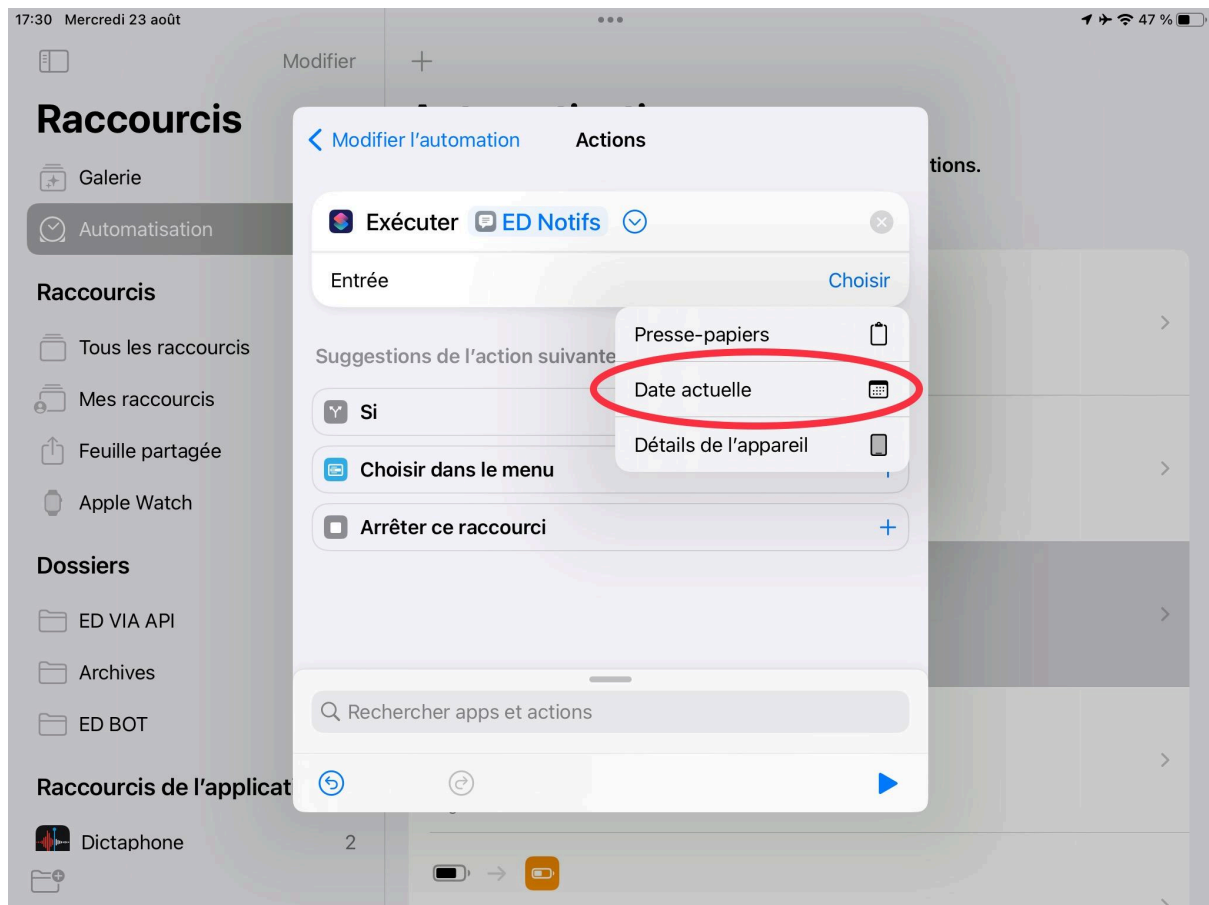 17:30 Mercredi 23 août
47 %
Modifier
Raccourcis
Galerie
Automatisation
Raccourcis
Tous les raccourcis
Mes raccourcis
Feuille partagée
Apple Watch
Dossiers
ED VIA API
Archives
ED BOT
Raccourcis de l'applicat
Dictaphone 2
tions.
Modifier l'automation Actions
Exécuter ED Notifs
Entrée Choisir
Presse-papiers
Date actuelle
Détails de l'appareil
Suggestions de l'action suivante
Si
Choisir dans le menu
Arrêter ce raccourci
Rechercher apps et actions